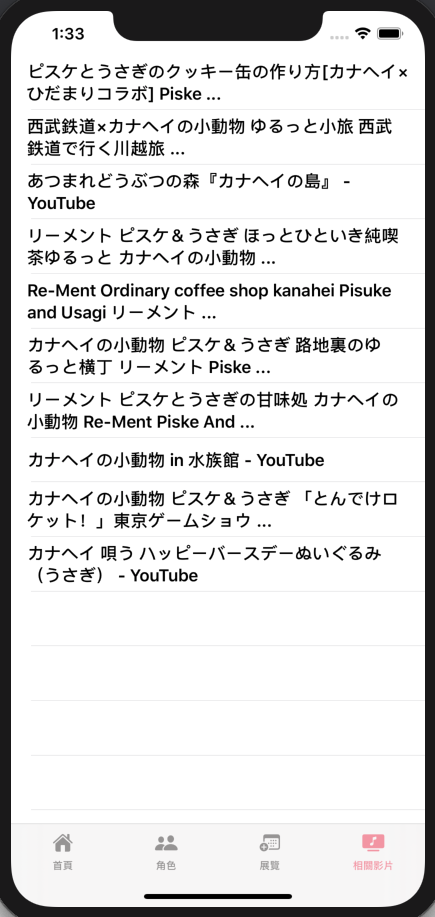 1:33
ピスケとうさぎのクッキー缶の作り方[カナヘイ×
ひだまりコラボ] Piske ...
西武鉄道×カナヘイの小動物 ゆるっと小旅 西武
鉄道で行く川越旅 ...
あつまれどうぶつの森『カナヘイの島』 -
YouTube
リーメント ピスケ＆うさぎ ほっとひといき純喫
茶ゆるっと カナヘイの小動物 ...
Re-Ment Ordinary coffee shop kanahei Pisuke
and Usagi リーメント ...
カナヘイの小動物 ピスケ＆うさぎ 路地裏のゆ
るっと横丁 リーメント Piske ...
リーメント ピスケとうさぎの甘味処 カナヘイの
小動物 Re-Ment Piske And ...
カナヘイの小動物 in 水族館 - YouTube
カナヘイの小動物 ピスケ＆うさぎ 「とんでけロ
ケット！」東京ゲームショウ ...
カナヘイ 唄う ハッピーバースデーぬいぐるみ
（うさぎ） - YouTube
首頁 角色 展覽 相關影片